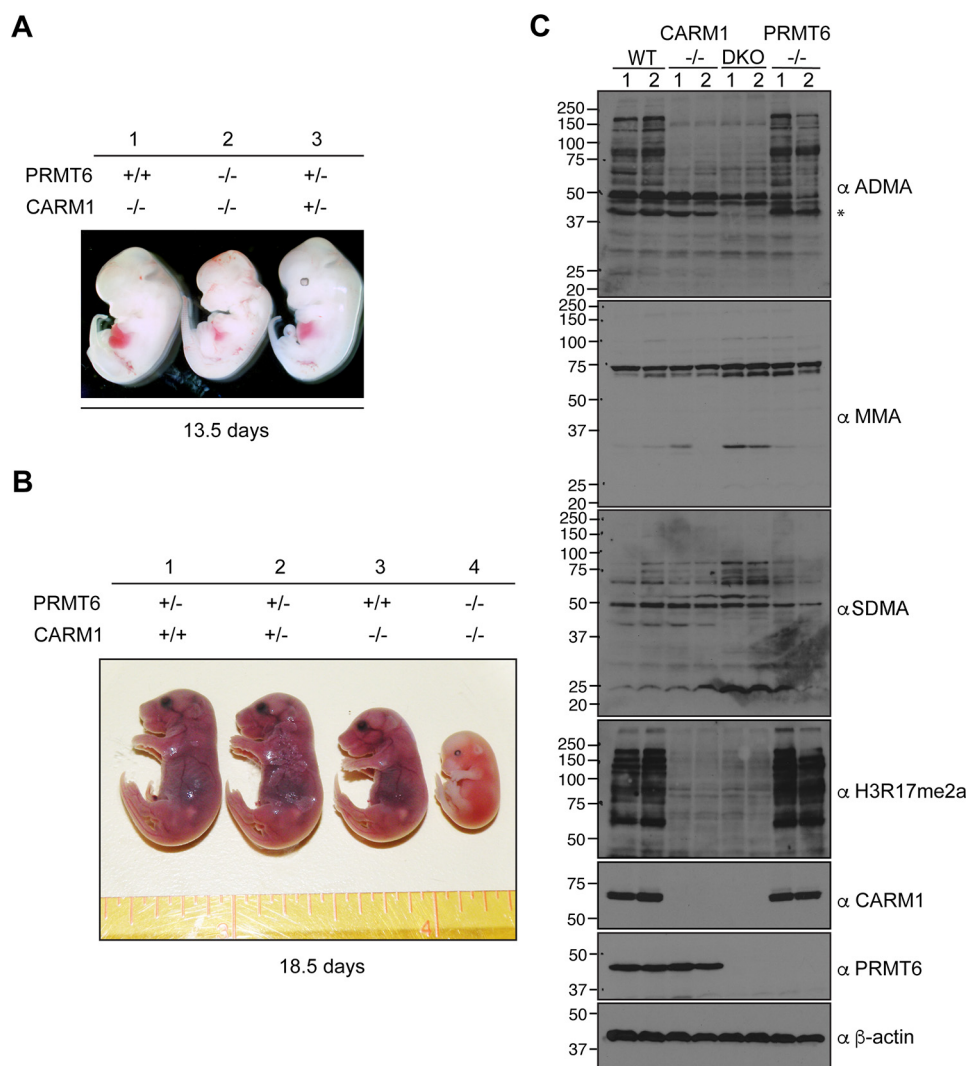 A
1 2 3
PRMT6 +/+ -/- +/-
CARM1 -/- -/- +/-
13.5 days
B
1 2 3 4
PRMT6 +/- +/- +/+ -/-
CARM1 +/+ +/- -/- -/-
3 4
18.5 days
C
CARM1 PRMT6
WT -/- DKO -/-
1 2 1 2 1 2 1 2
250
150
100
75
50
37
25
20
α ADMA
*
250
150
100
75
50
37
25
20
α MMA
250
150
100
75
50
37
25
20
α SDMA
250
150
100
75
50
α H3R17me2a
75
50
α CARM1
50
37
α PRMT6
50
37
α β-actin